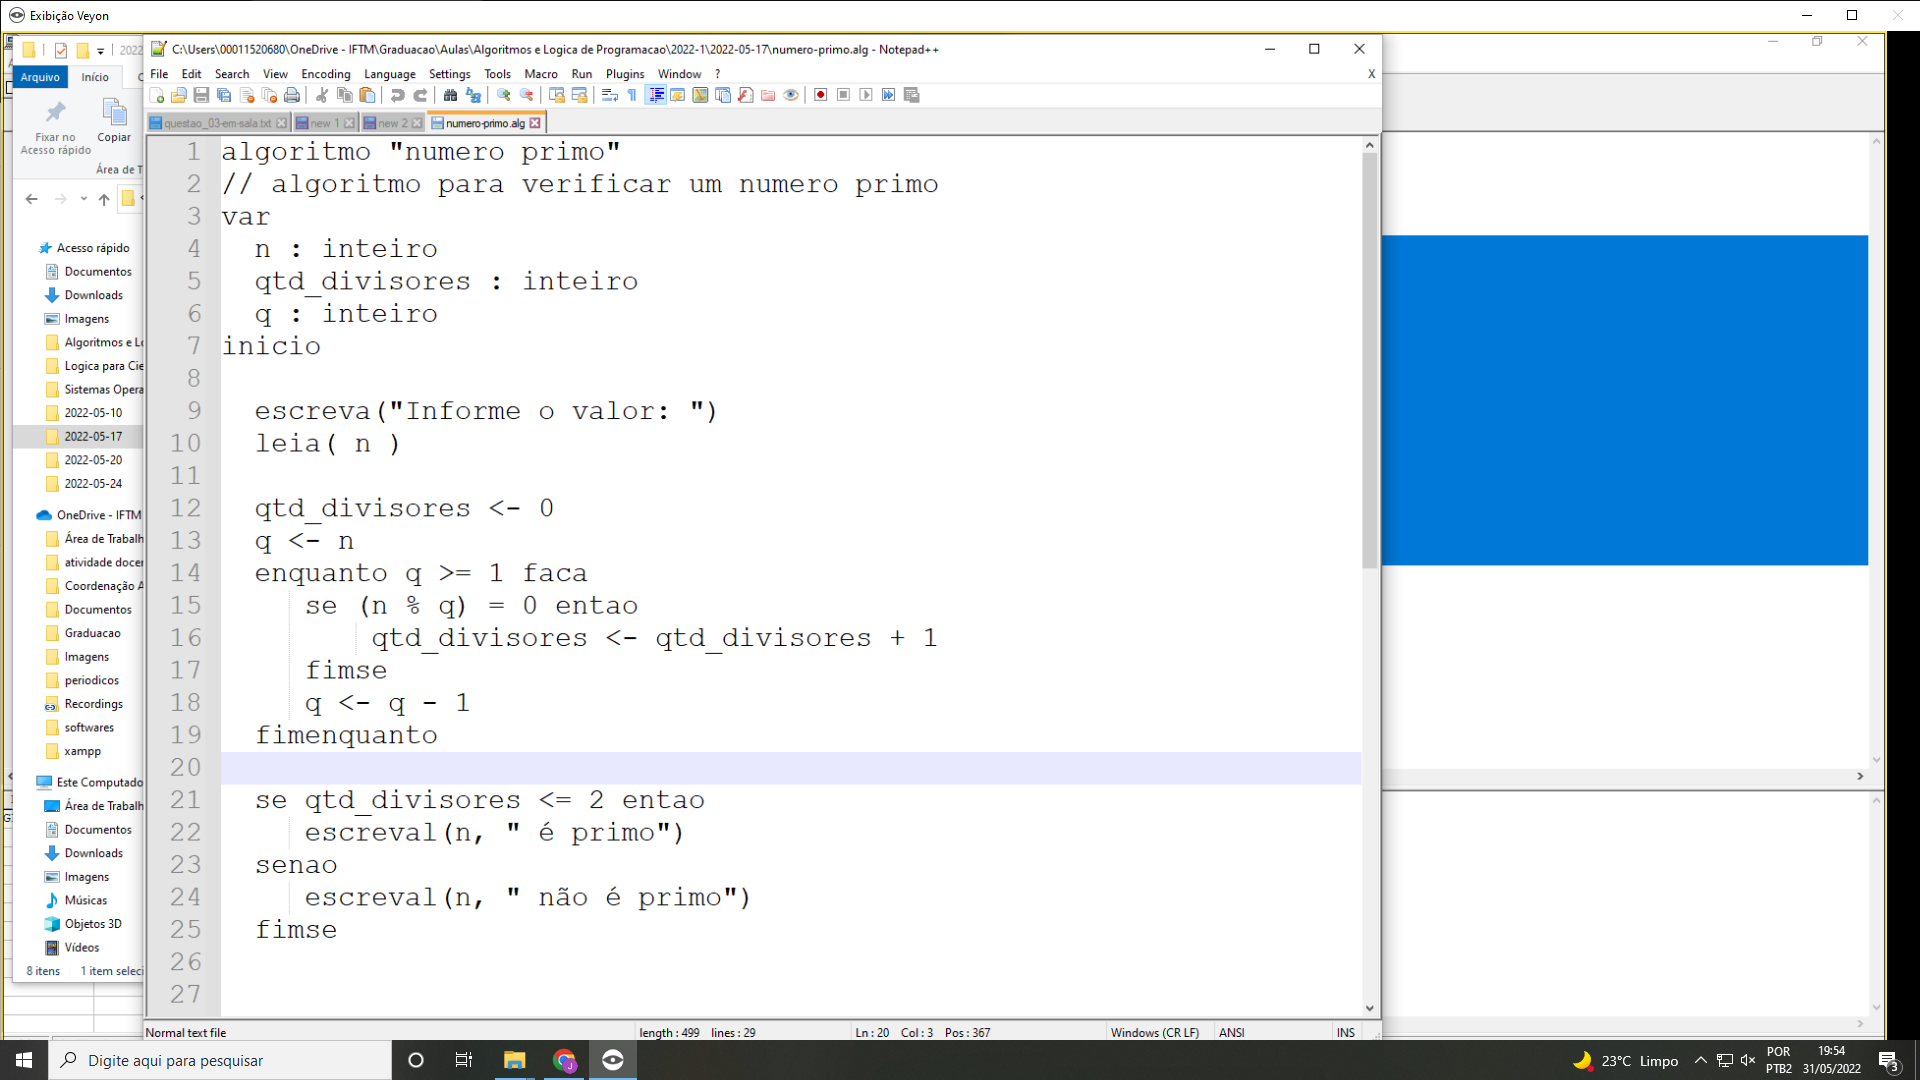 Exibição Veyon
2022
C:\Users\00011520680\OneDrive - IFTM\Graduacao\Aulas\Algoritmos e Logica de Programacao\2022-1\2022-05-17\numero-primo.alg - Notepad++
Arquivo
Início
File Edit Search View Encoding Language Settings Tools Macro Run Plugins Window ?
X
Fixar no
Acesso rápido
Copiar
Área de T
questao_03-em-sala.txt
new 1
new 2
numero-primo.alg
Acesso rápido
Documentos
Downloads
Imagens
Algoritmos e Lo
Logica para Cie
Sistemas Opera
2022-05-10
2022-05-17
2022-05-20
2022-05-24
OneDrive - IFTM
Área de Trabalh
atividade docen
Coordenação A
Documentos
Graduacao
Imagens
periodicos
Recordings
softwares
xampp
Este Computado
Área de Trabalh
Documentos
Downloads
Imagens
Músicas
Objetos 3D
Vídeos
8 itens 1 item seleci
1 algoritmo "numero primo"
2 // algoritmo para verificar um numero primo
3 var
4 n : inteiro
5 qtd_divisores : inteiro
6 q : inteiro
7 inicio
8
9 escreva("Informe o valor: ")
10 leia( n )
11
12 qtd_divisores <- 0
13 q <- n
14 enquanto q >= 1 faca
15 se (n % q) = 0 entao
16 qtd_divisores <- qtd_divisores + 1
17 fimse
18 q <- q - 1
19 fimenquanto
20
21 se qtd_divisores <= 2 entao
22 escreval(n, " é primo")
23 senao
24 escreval(n, " não é primo")
25 fimse
26
27
Normal text file
length : 499 lines : 29
Ln : 20 Col : 3 Pos : 367
Windows (CR LF)
ANSI
INS
Digite aqui para pesquisar
23°C Limpo
POR
PTB2
19:54
31/05/2022
3